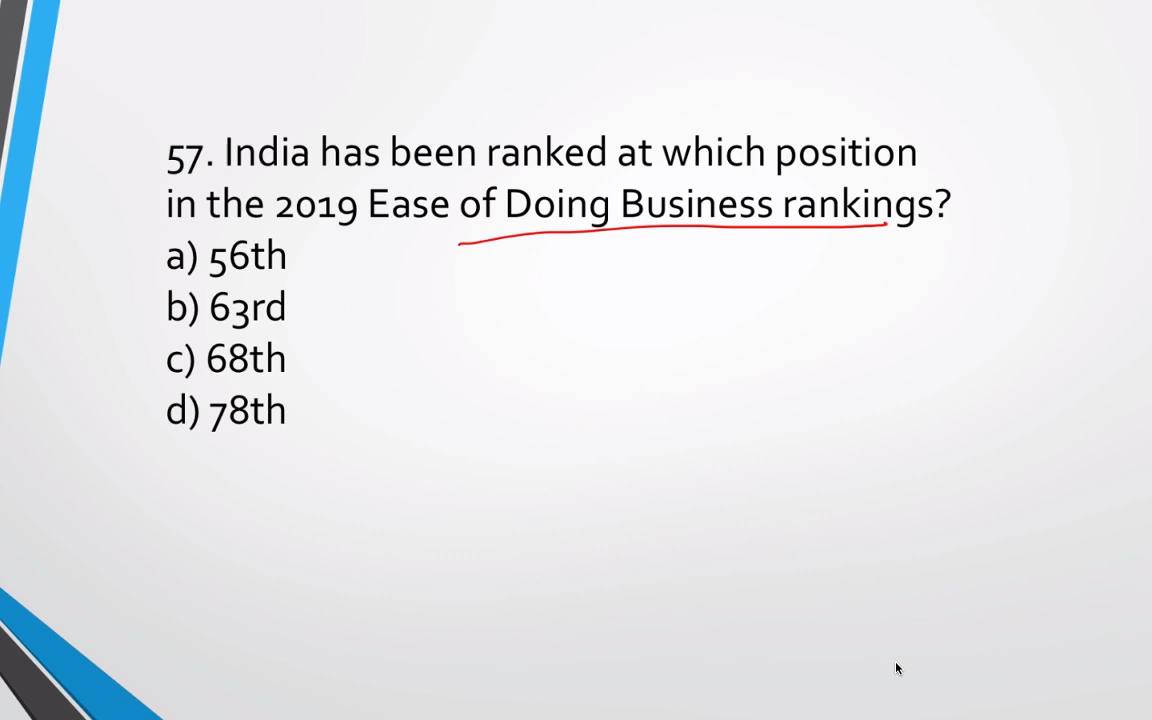 57. India has been ranked at which position
in the 2019 Ease of Doing Business rankings?
a) 56th
b) 63rd
c) 68th
d) 78th